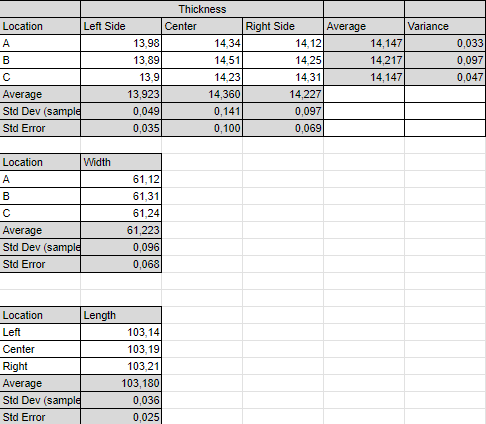 Thickness
Location Left Side Center Right Side Average Variance
A 13,98 14,34 14,12 14,147 0,033
B 13,89 14,51 14,25 14,217 0,097
C 13,9 14,23 14,31 14,147 0,047
Average 13,923 14,360 14,227
Std Dev (sample 0,049 0,141 0,097
Std Error 0,035 0,100 0,069
Location Width
A 61,12
B 61,31
C 61,24
Average 61,223
Std Dev (sample 0,096
Std Error 0,068
Location Length
Left 103,14
Center 103,19
Right 103,21
Average 103,180
Std Dev (sample 0,036
Std Error 0,025